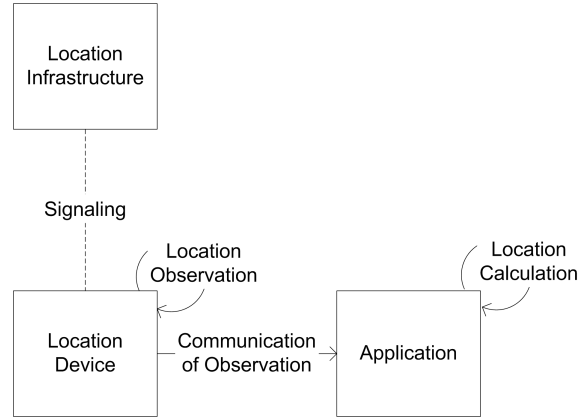 Location
Infrastructure
Signaling
Location
Observation
Location
Calculation
Location
Device
Communication
of Observation
Application